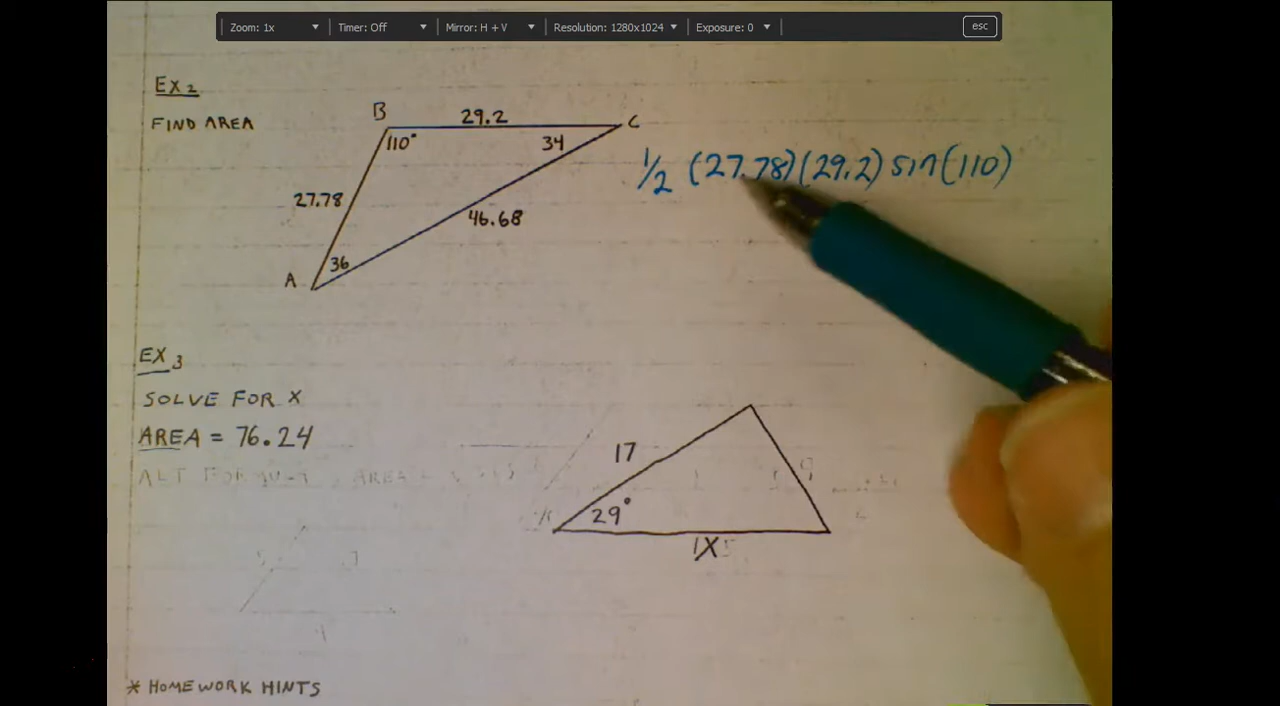 Zoom: 1x Timer: Off Mirror: H + V Resolution: 1280x1024 Exposure: 0 esc
EX 2
FIND AREA
B 29.2 C
110° 34
1/2 (27.78)(29.2) sin(110)
27.78
46.68
36
A
EX 3
SOLVE FOR X
AREA = 76.24
17
29°
X
* HOMEWORK HINTS